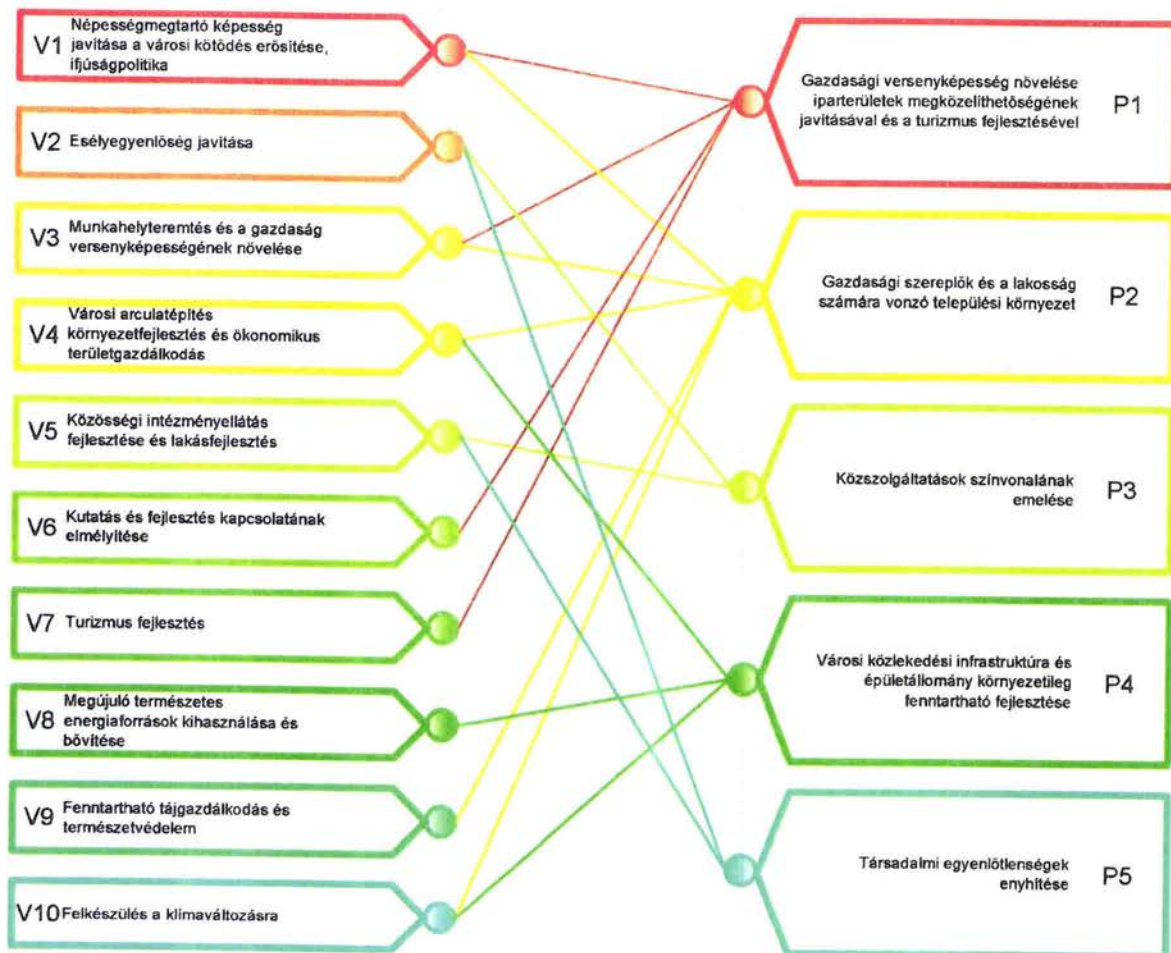 V1 Népességmegtartó képesség
javítása a városi kötődés erősítése,
ifjúságpolitika
V2 Esélyegyenlőség javítása
V3 Munkahelyteremtés és a gazdaság
versenyképességének növelése
V4 Városi arculatépítés
környezetfejlesztés és ökonomikus
területgazdálkodás
V5 Közösségi intézményellátás
fejlesztése és lakásfejlesztés
V6 Kutatás és fejlesztés kapcsolatának
elmélyítése
V7 Turizmus fejlesztés
V8 Megújuló természetes
energiaforrások kihasználása és
bővítése
V9 Fenntartható tájgazdálkodás és
természetvédelem
V10 Felkészülés a klímaváltozásra
Gazdasági versenyképesség növelése
iparterületek megközelíthetőségének
javításával és a turizmus fejlesztésével
P1
Gazdasági szereplők és a lakosság
számára vonzó települési környezet
P2
Közszolgáltatások színvonalának
emelése
P3
Városi közlekedési infrastruktúra és
épületállomány környezetileg
fenntartható fejlesztése
P4
Társadalmi egyenlőtlenségek
enyhítése
P5